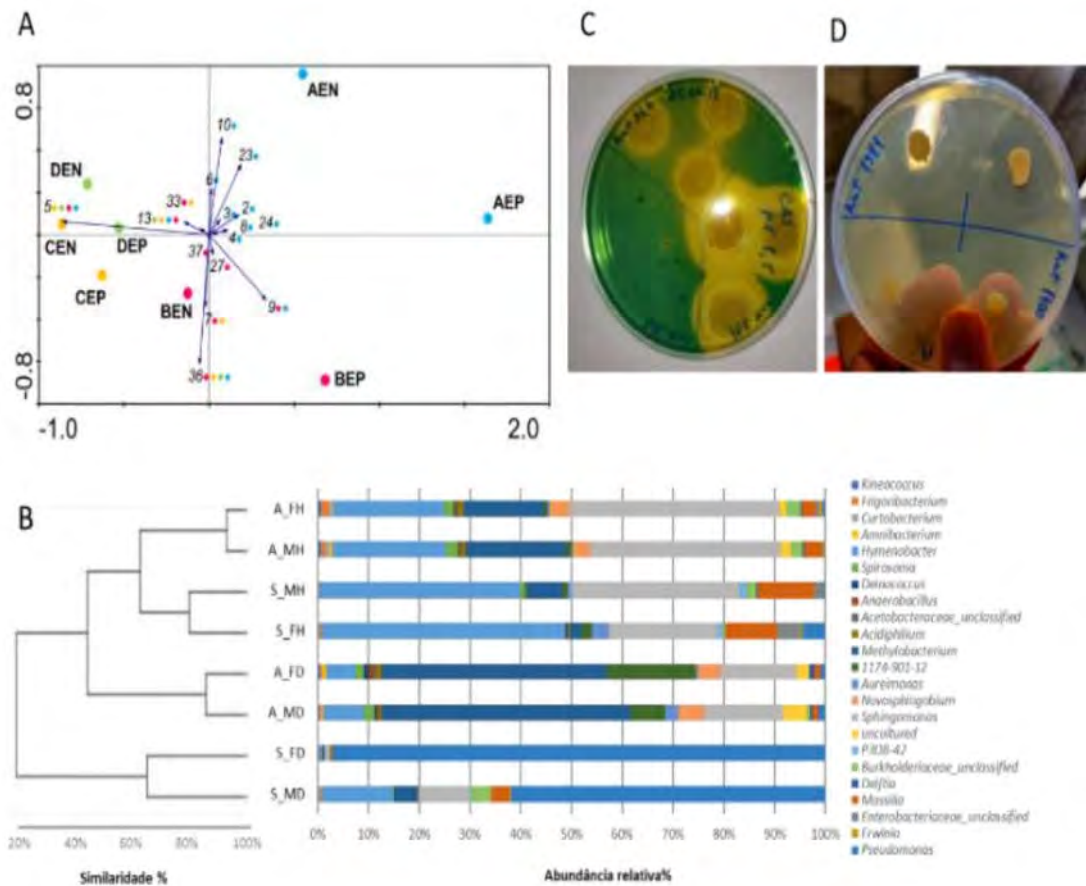 A
C
D
0.8
-0.8
AEN
10
23
DEN
6
33
2
AEP
5
13
3
24
8
CEN
DEP
4
37
27
CEP
BEN
9
7
36
BEP
-1.0
2.0
B
A_FH
A_MH
S_MH
S_FH
A_FD
A_MD
S_FD
S_MD
20% 40% 60% 80% 100%
Similaridade %
0% 10% 20% 30% 40% 50% 60% 70% 80% 90% 100%
Abundância relativa%
Kineococcus
Frigoribacterium
Curtobacterium
Amnibacterium
Hymenobacter
Spirosoma
Deinococcus
Anaerobacillus
Acetobacteraceae_unclassified
Acidiphilium
Methylobacterium
1174-901-12
Aureimonas
Novosphingobium
Sphingomonas
uncultured
Burkholderiaceae_unclassified
Delftia
Massilia
Enterobacteriaceae_unclassified
Erwinia
Pseudomonas